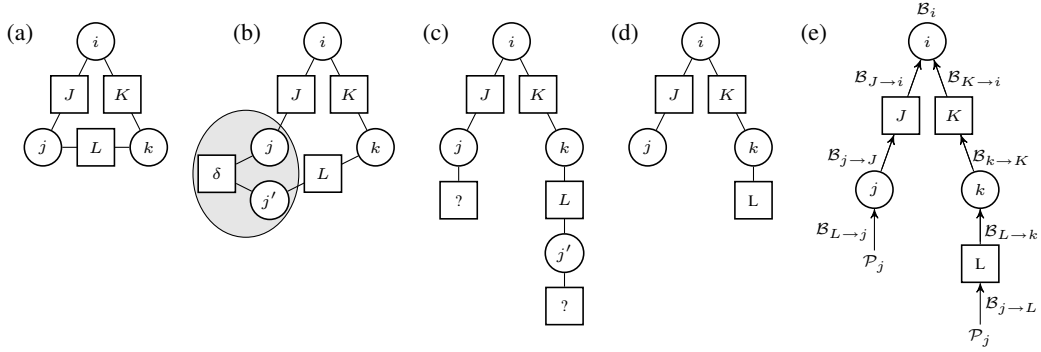 (a)
i
J
K
j
L
k
(b)
i
J
K
j
k
δ
L
j′
(c)
i
J
K
j
k
?
L
j′
?
(d)
i
J
K
j
k
L
(e)
ℬ_i
i
ℬ_{J→i}
ℬ_{K→i}
J
K
ℬ_{j→J}
ℬ_{k→K}
j
k
ℬ_{L→j}
ℬ_{L→k}
𝒫_j
L
ℬ_{j→L}
𝒫_j